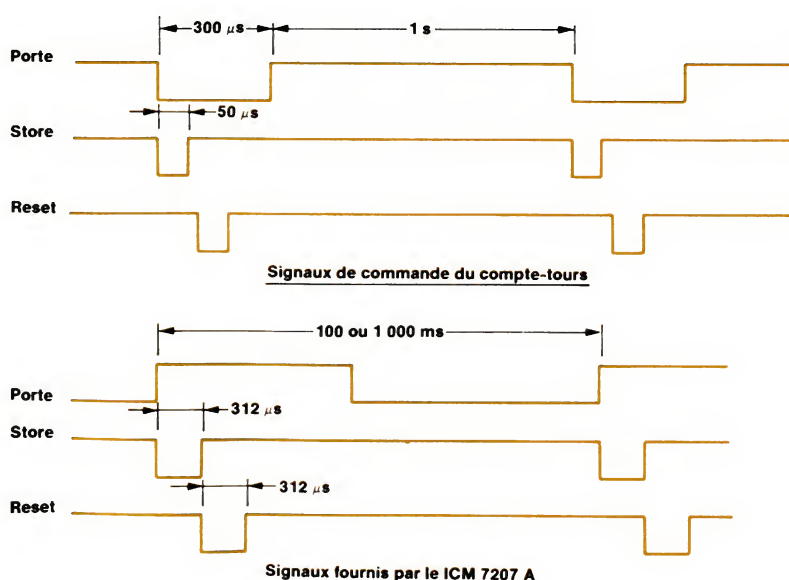 300 µs
1 s
Porte
50 µs
Store
Reset
Signaux de commande du compte-tours
100 ou 1 000 ms
Porte
312 µs
Store
312 µs
Reset
Signaux fournis par le ICM 7207 A